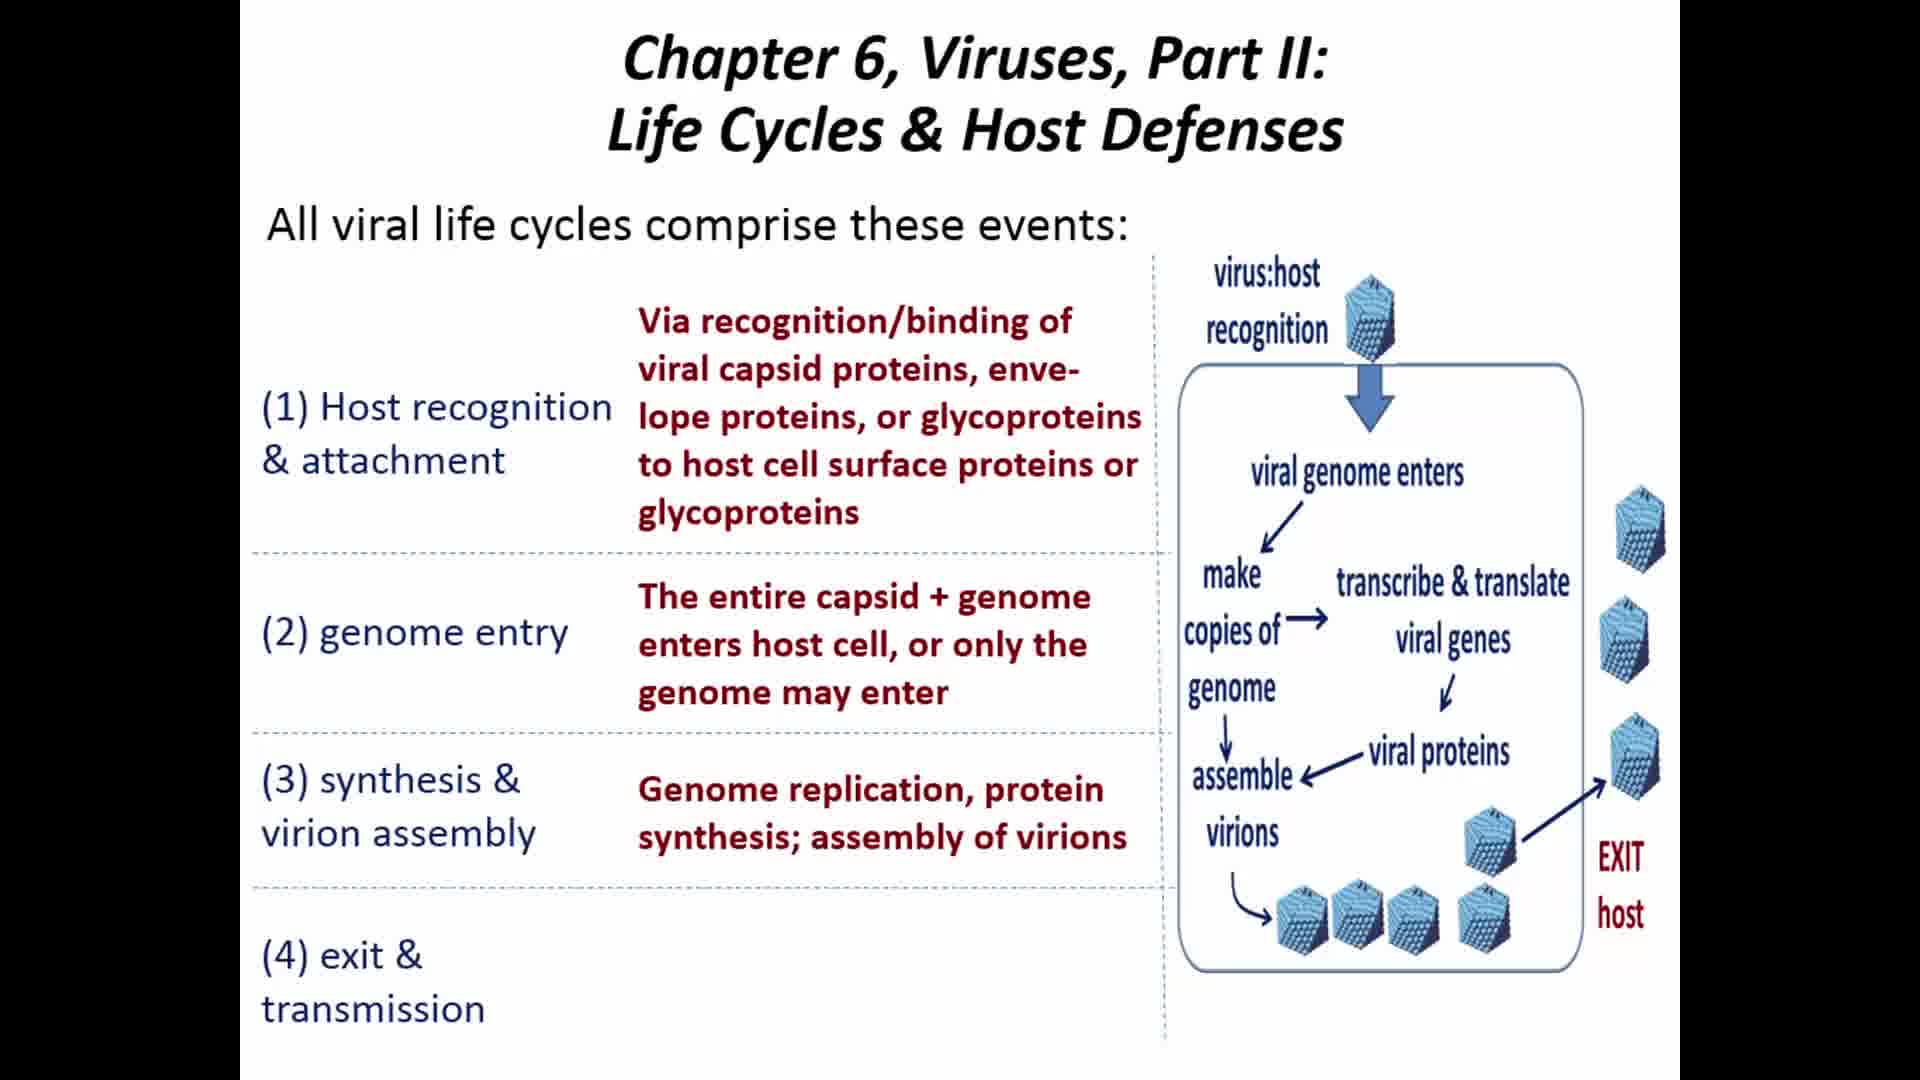 Chapter 6, Viruses, Part II:
Life Cycles & Host Defenses
All viral life cycles comprise these events:
(1) Host recognition
& attachment
Via recognition/binding of
viral capsid proteins, enve-
lope proteins, or glycoproteins
to host cell surface proteins or
glycoproteins
(2) genome entry
The entire capsid + genome
enters host cell, or only the
genome may enter
(3) synthesis &
virion assembly
Genome replication, protein
synthesis; assembly of virions
(4) exit &
transmission
virus:host
recognition
viral genome enters
make
copies of
genome
transcribe & translate
viral genes
viral proteins
assemble
virions
EXIT
host